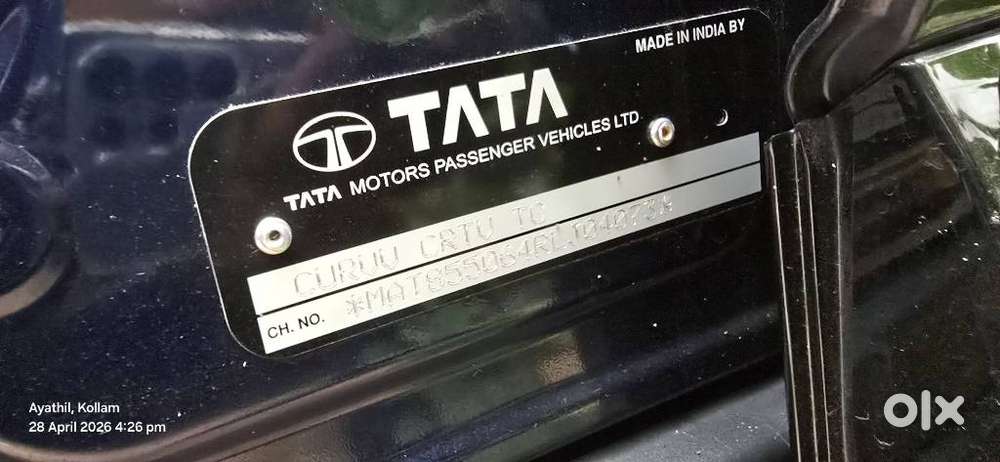 MADE IN INDIA BY
TATA
TATA MOTORS PASSENGER VEHICLES LTD
CURVV CRTV TC
CH. NO.
Ayathil, Kollam
28 April 2026 4:26 pm
olx